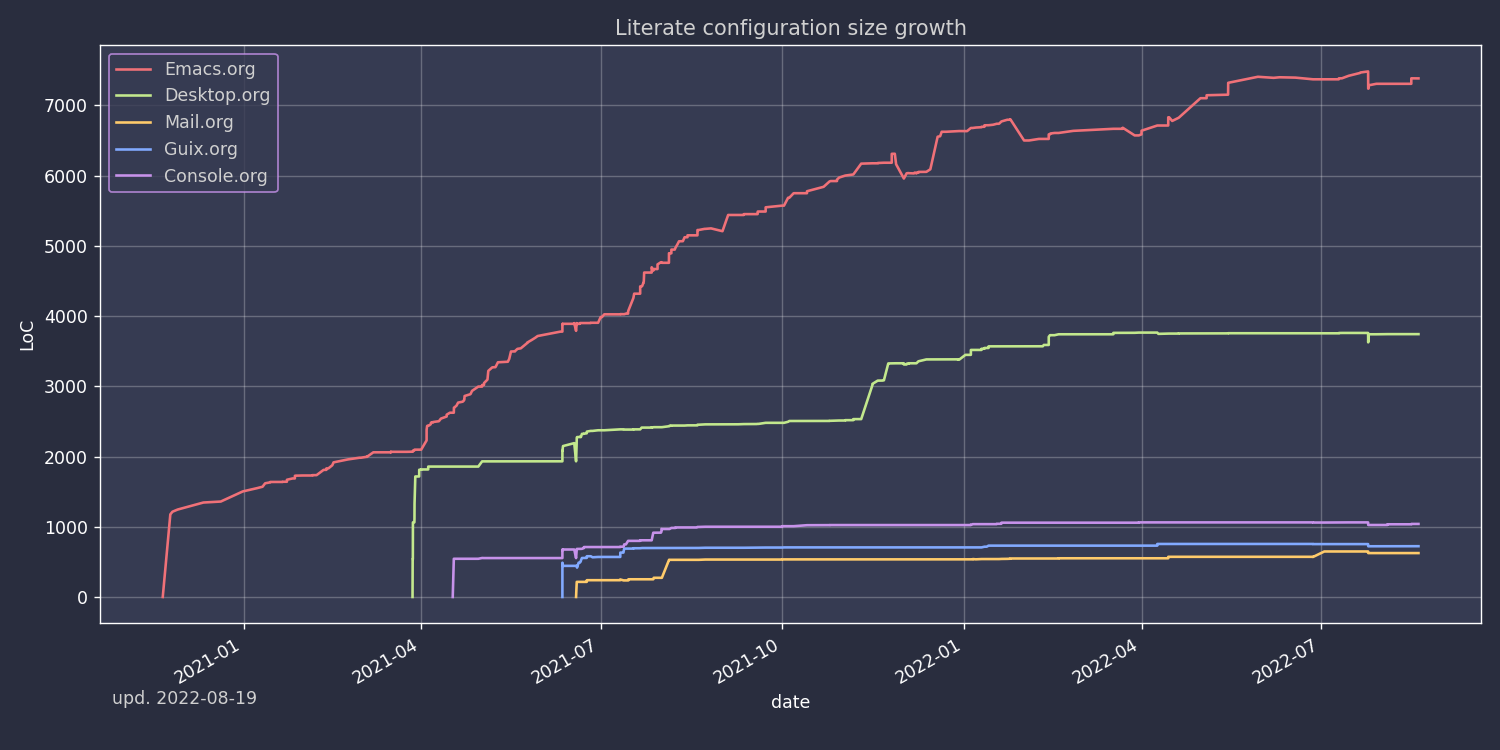 Literate configuration size growth
Emacs.org
Desktop.org
Mail.org
Guix.org
Console.org
7000
6000
5000
4000
3000
2000
1000
0
LoC
2021-01
2021-04
2021-07
2021-10
2022-01
2022-04
2022-07
date
upd. 2022-08-19